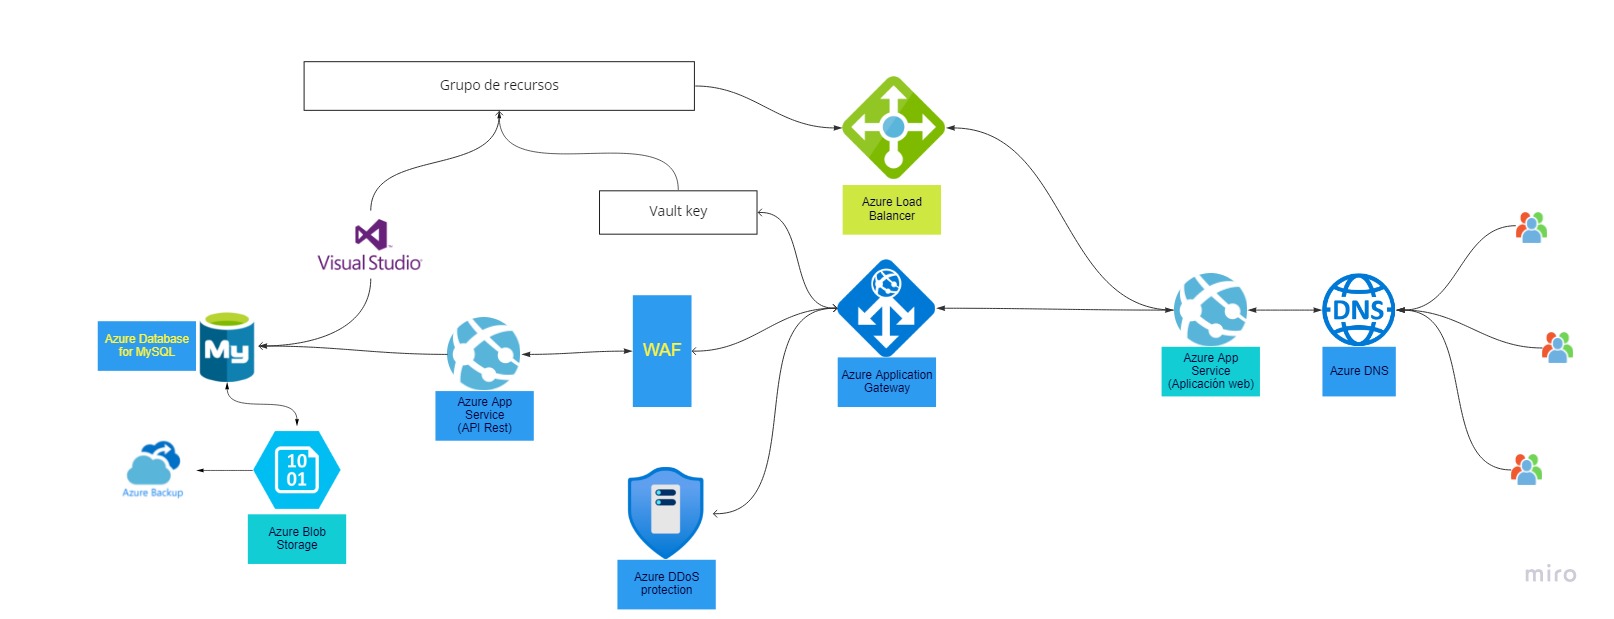 Grupo de recursos
Vault key
Azure Load
Balancer
Visual Studio
Azure Database
for MySQL
My
Azure App
Service
(API Rest)
WAF
Azure Application
Gateway
Azure App
Service
(Aplicación web)
DNS
Azure DNS
Azure Backup
10
01
Azure Blob
Storage
Azure DDoS
protection
miro